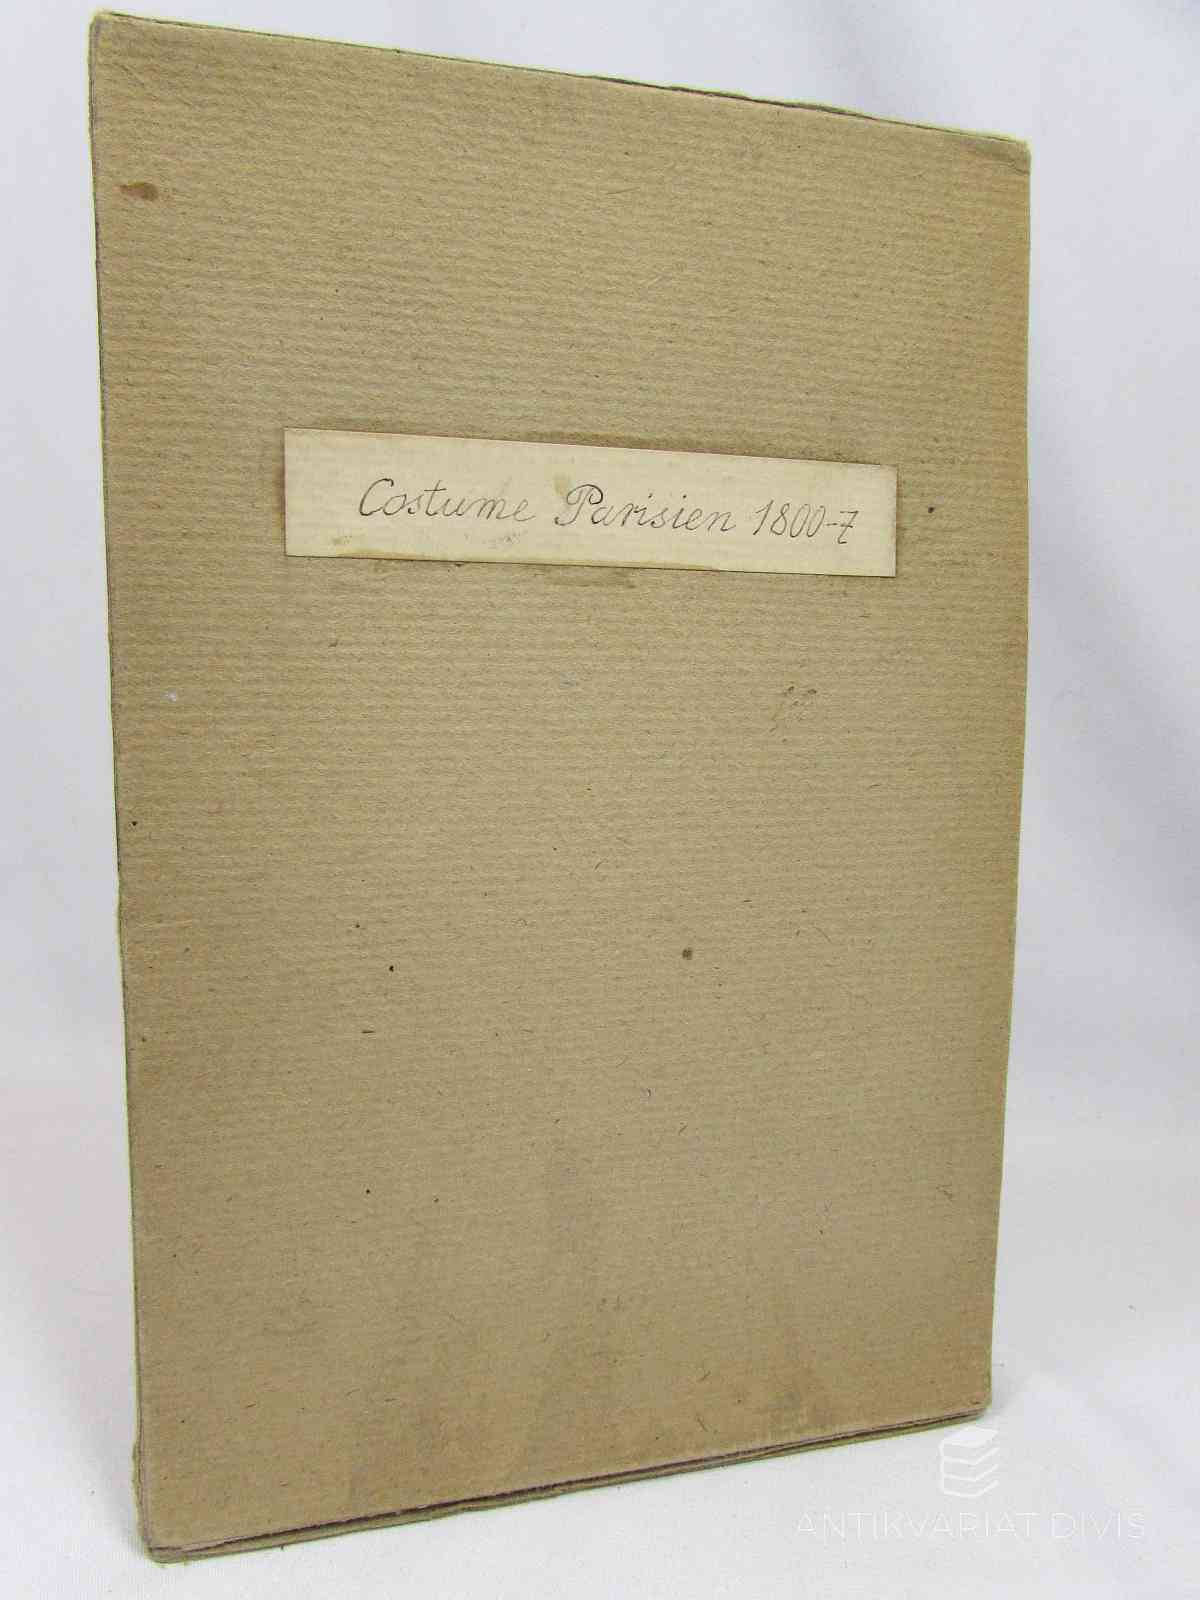 Costume Parisien 1800-7
ANTIKVARIAT DIVIS